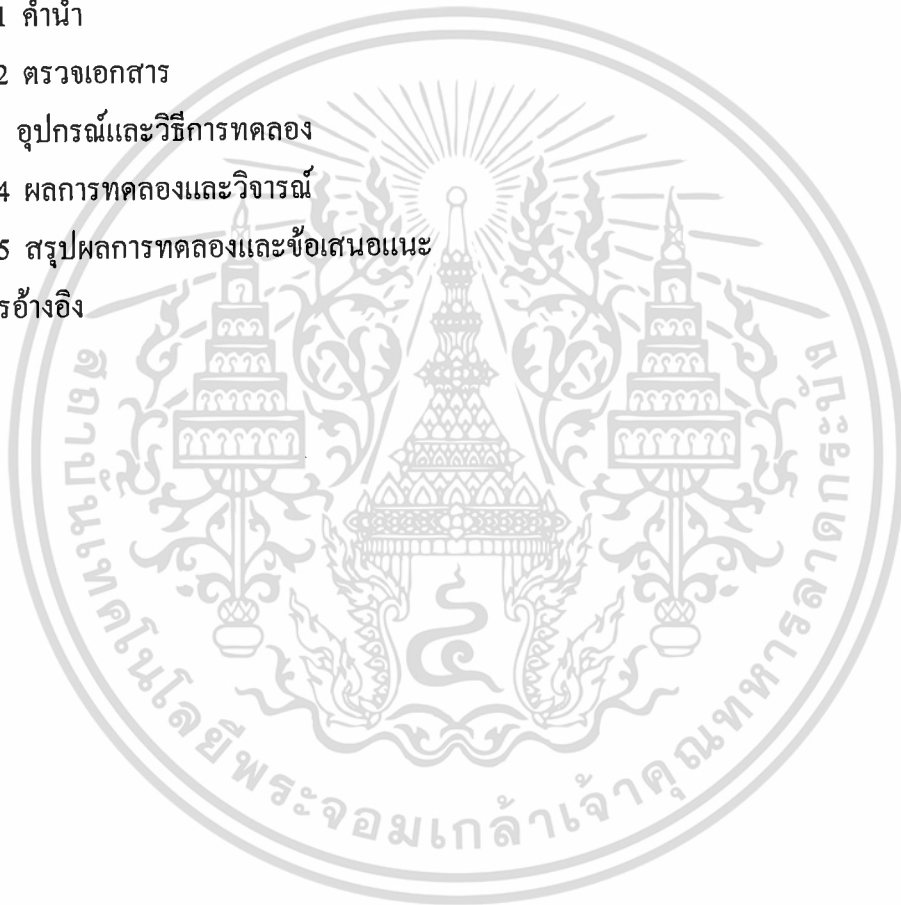 1 คำนำ
2 ตรวจเอกสาร
อุปกรณ์และวิธีการทดลอง
4 ผลการทดลองและวิจารณ์
5 สรุปผลการทดลองและข้อเสนอแนะ
รอ้างอิง
สถาบันเทคโนโลยีพระจอมเกล้าเจ้าคุณทหารลาดกระบัง
๔